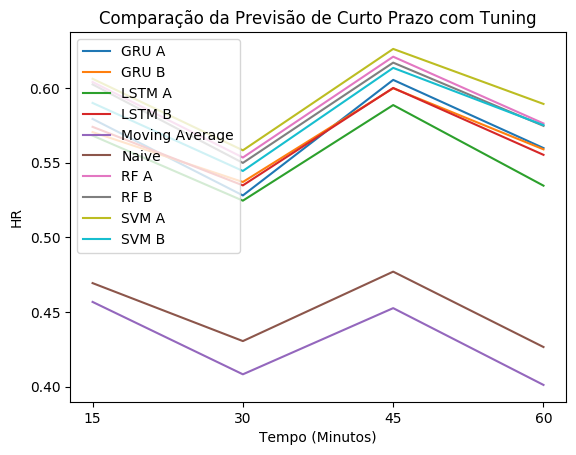 Comparação da Previsão de Curto Prazo com Tuning
GRU A
GRU B
LSTM A
LSTM B
Moving Average
Naive
RF A
RF B
SVM A
SVM B
HR
0.60
0.55
0.50
0.45
0.40
15
30
45
60
Tempo (Minutos)